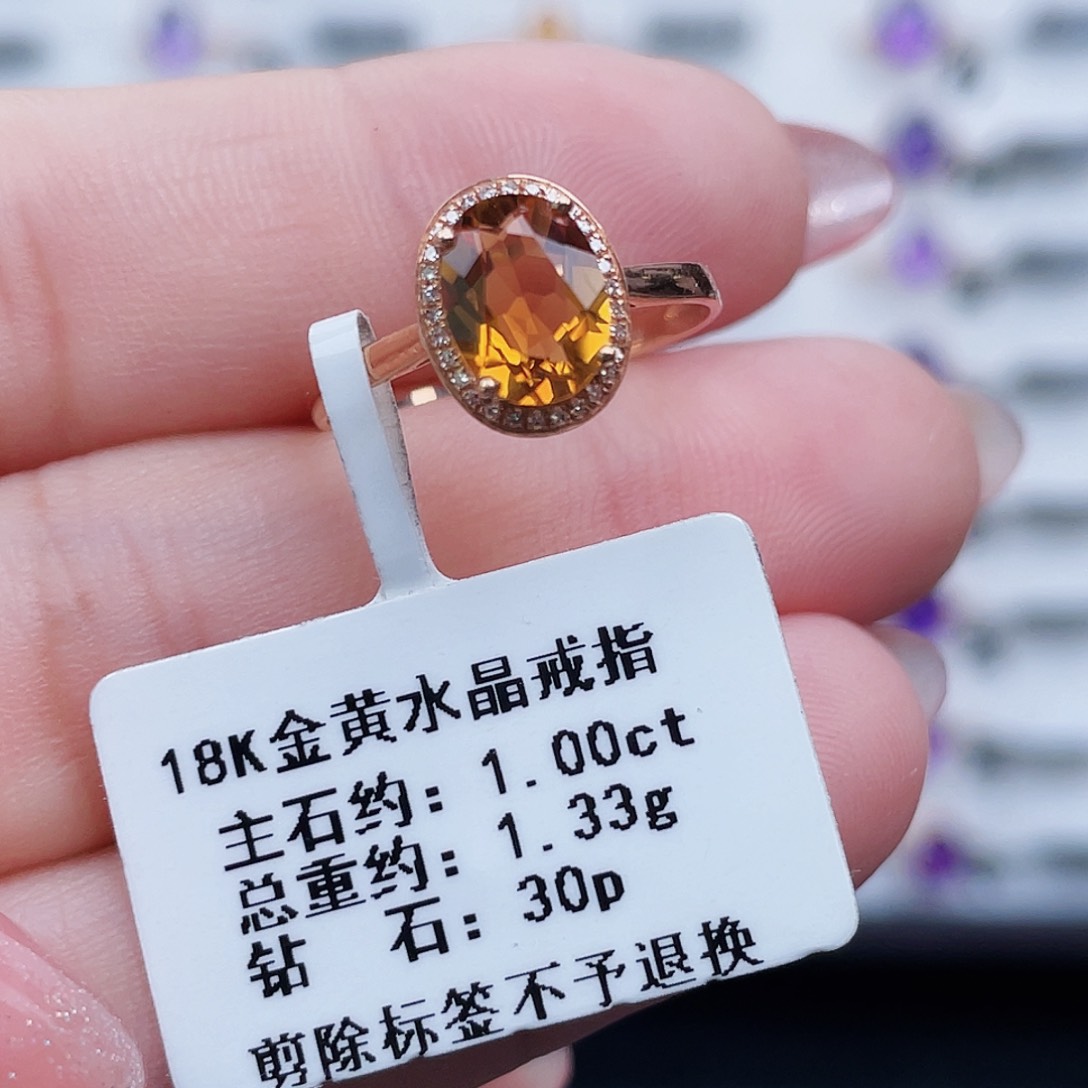 18K金黄水晶戒指
主石约：1.00ct
总重约：1.33g
钻 石：30p
剪除标签不予退换